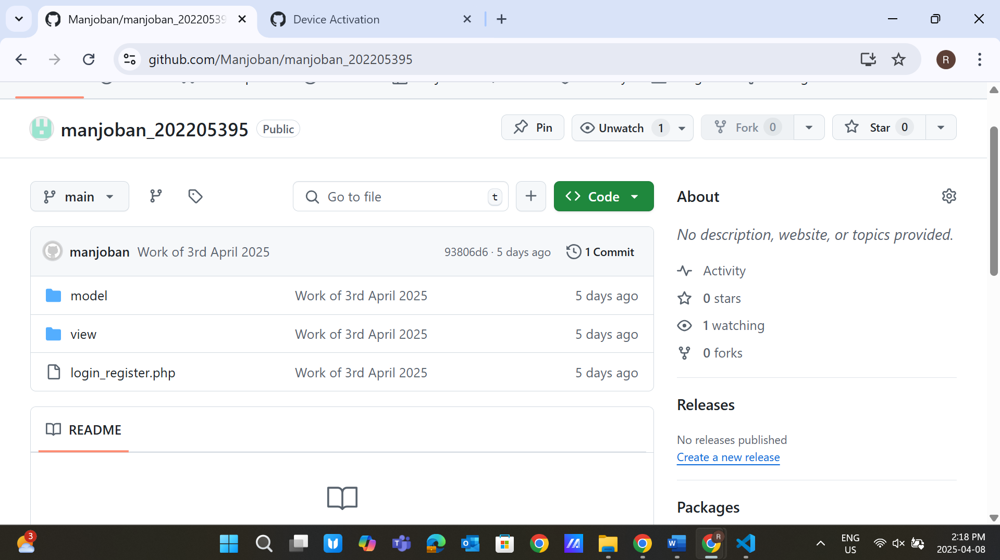 Manjoban/manjoban_20220539
Device Activation
github.com/Manjoban/manjoban_202205395
R
manjoban_202205395 Public
Pin
Unwatch 1
Fork 0
Star 0
main
Go to file t
Code
About
No description, website, or topics provided.
manjoban Work of 3rd April 2025 93806d6 · 5 days ago 1 Commit
model Work of 3rd April 2025 5 days ago
view Work of 3rd April 2025 5 days ago
login_register.php Work of 3rd April 2025 5 days ago
Activity
0 stars
1 watching
0 forks
README
Releases
No releases published
Create a new release
Packages
3
R
ENG
US
2:18 PM
2025-04-08